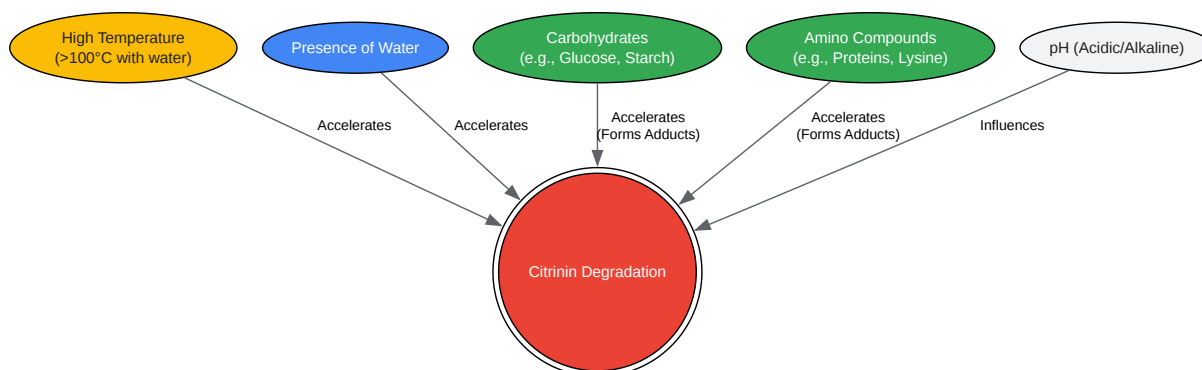 High Temperature
(>100°C with water)
Presence of Water
Carbohydrates
(e.g., Glucose, Starch)
Amino Compounds
(e.g., Proteins, Lysine)
pH (Acidic/Alkaline)
Accelerates
Accelerates
Accelerates
(Forms Adducts)
Accelerates
(Forms Adducts)
Influences
Citrinin Degradation